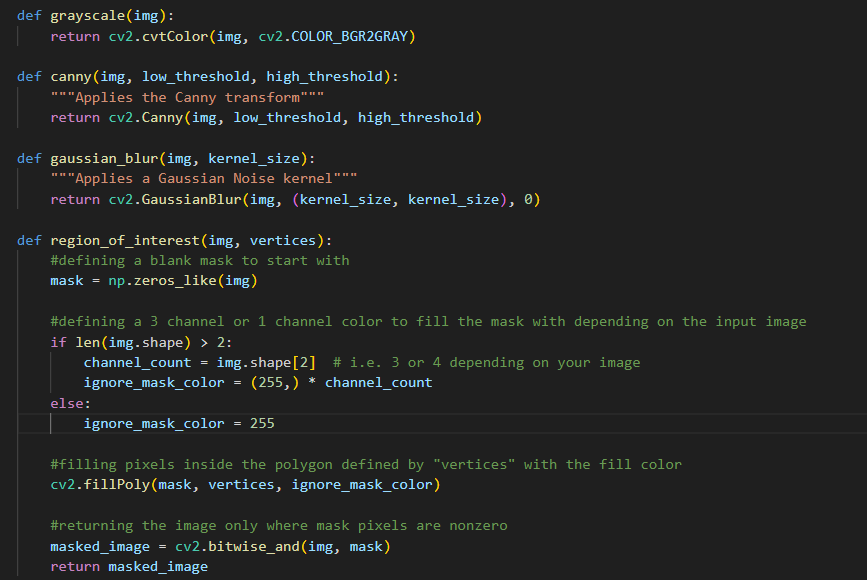 def grayscale(img):
    return cv2.cvtColor(img, cv2.COLOR_BGR2GRAY)
def canny(img, low_threshold, high_threshold):
    """Applies the Canny transform"""
    return cv2.Canny(img, low_threshold, high_threshold)
def gaussian_blur(img, kernel_size):
    """Applies a Gaussian Noise kernel"""
    return cv2.GaussianBlur(img, (kernel_size, kernel_size), 0)
def region_of_interest(img, vertices):
    #defining a blank mask to start with
    mask = np.zeros_like(img)
    #defining a 3 channel or 1 channel color to fill the mask with depending on the input image
    if len(img.shape) > 2:
        channel_count = img.shape[2]  # i.e. 3 or 4 depending on your image
        ignore_mask_color = (255,) * channel_count
    else:
        ignore_mask_color = 255
    #filling pixels inside the polygon defined by "vertices" with the fill color
    cv2.fillPoly(mask, vertices, ignore_mask_color)
    #returning the image only where mask pixels are nonzero
    masked_image = cv2.bitwise_and(img, mask)
    return masked_image